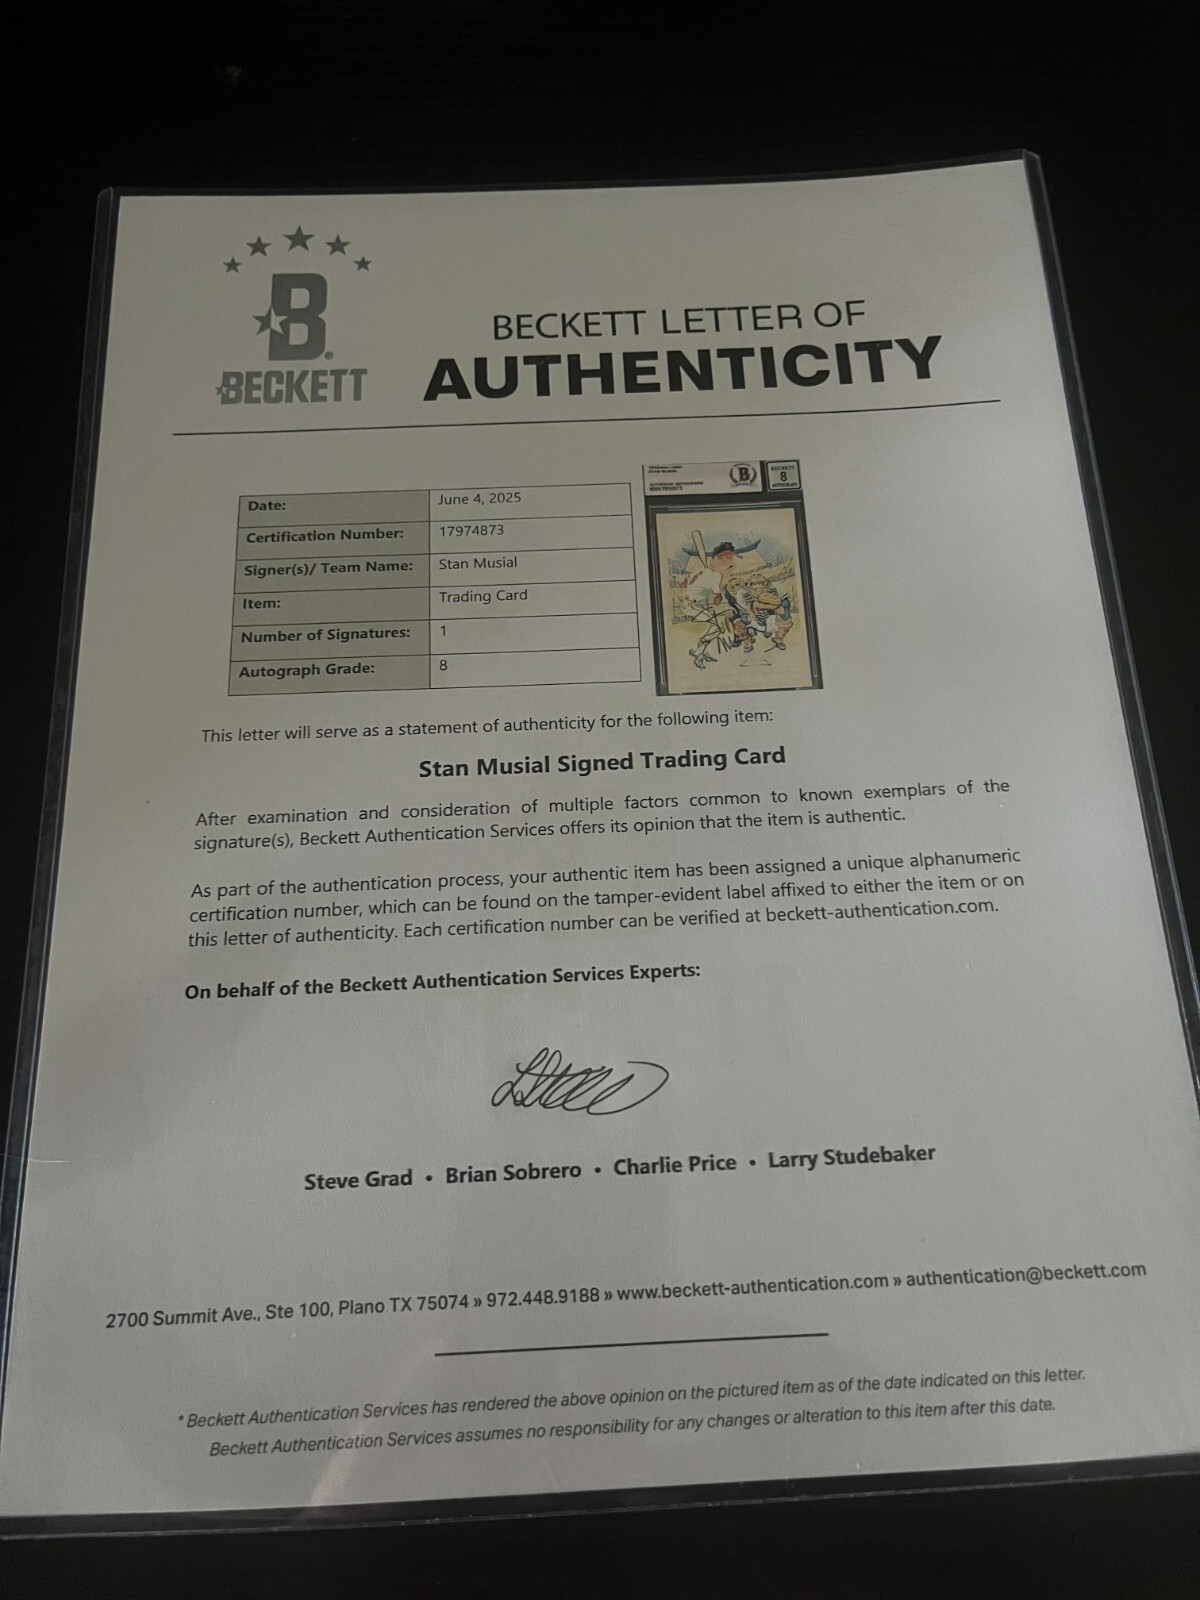 B
BECKETT
BECKETT LETTER OF
AUTHENTICITY
Date: June 4, 2025
Certification Number: 17974873
Signer(s)/ Team Name: Stan Musial
Item: Trading Card
Number of Signatures: 1
Autograph Grade: 8
B
BECKETT
8
AUTOGRAPH
This letter will serve as a statement of authenticity for the following item:
Stan Musial Signed Trading Card
After examination and consideration of multiple factors common to known exemplars of the
signature(s), Beckett Authentication Services offers its opinion that the item is authentic.
As part of the authentication process, your authentic item has been assigned a unique alphanumeric
certification number, which can be found on the tamper-evident label affixed to either the item or on
this letter of authenticity. Each certification number can be verified at beckett-authentication.com.
On behalf of the Beckett Authentication Services Experts:
Steve Grad • Brian Sobrero • Charlie Price • Larry Studebaker
2700 Summit Ave., Ste 100, Plano TX 75074 » 972.448.9188 » www.beckett-authentication.com » authentication@beckett.com
* Beckett Authentication Services has rendered the above opinion on the pictured item as of the date indicated on this letter.
Beckett Authentication Services assumes no responsibility for any changes or alteration to this item after this date.